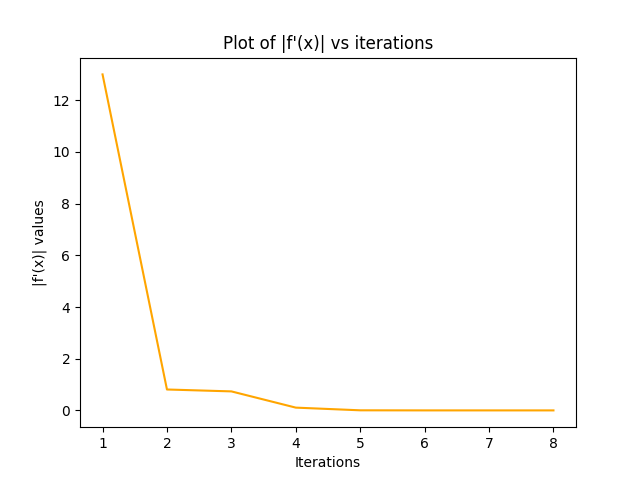 Plot of |f'(x)| vs iterations
|f'(x)| values
12
10
8
6
4
2
0
1 2 3 4 5 6 7 8
Iterations